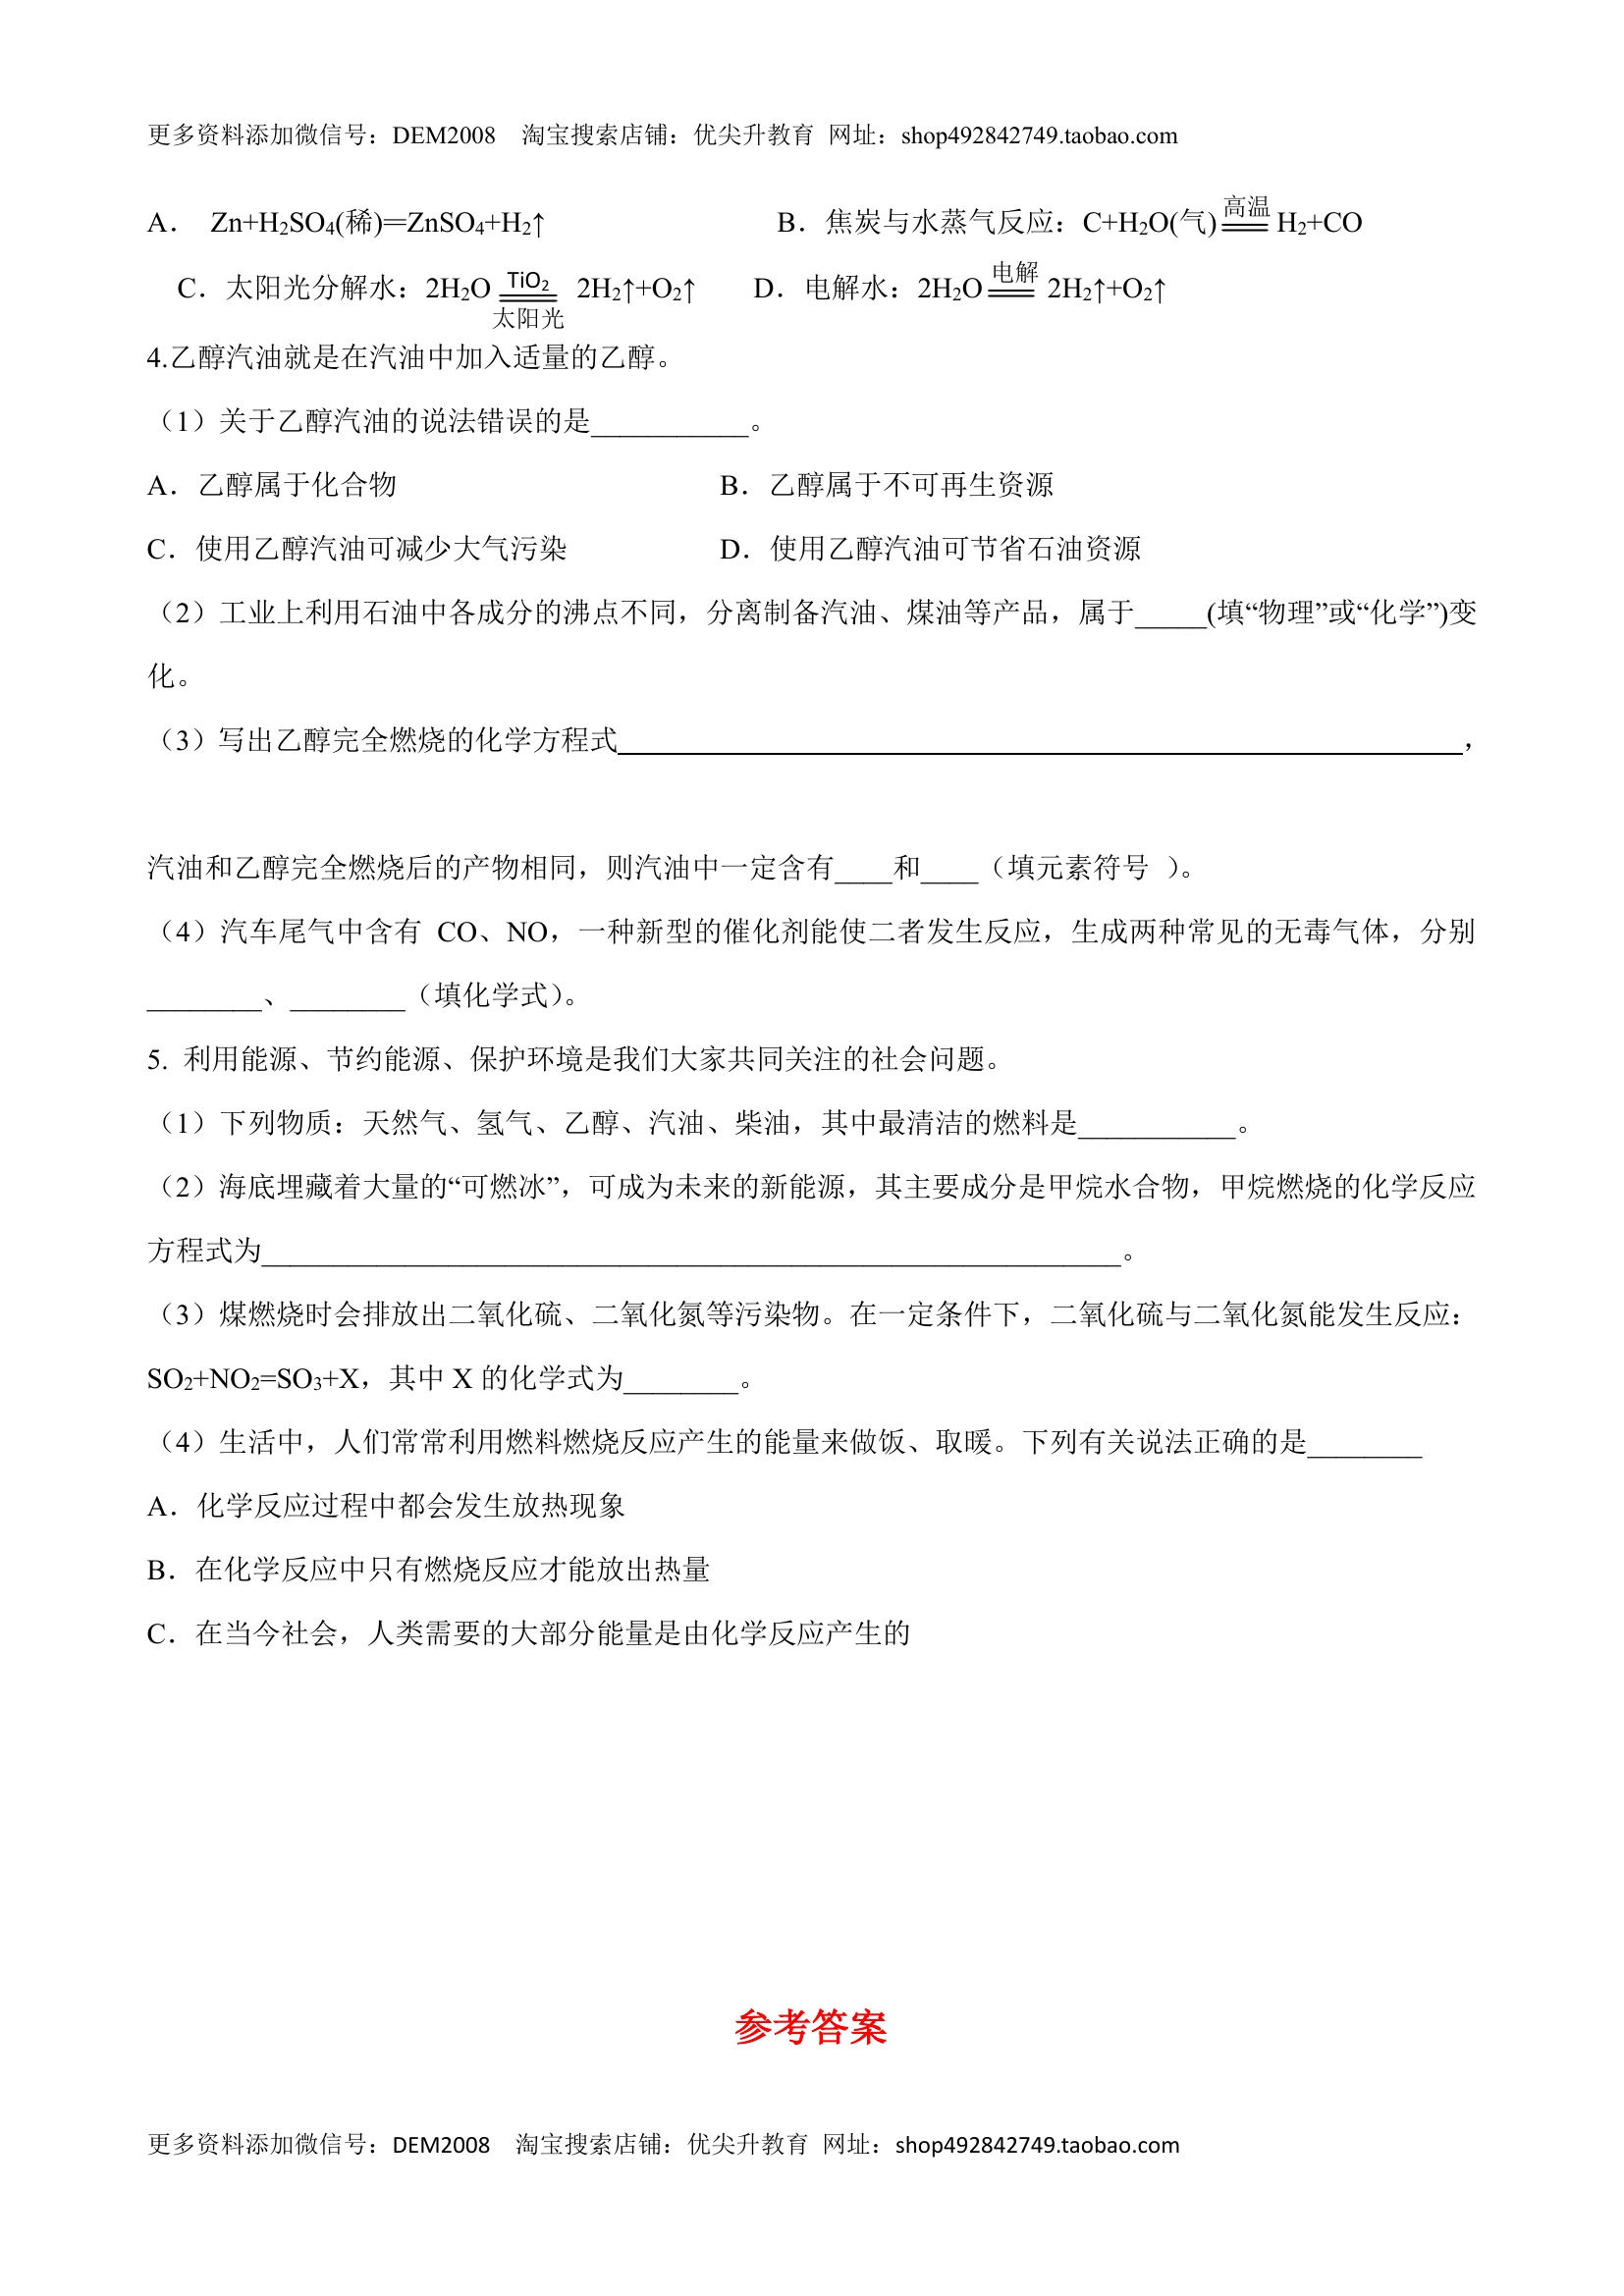 更多资料添加微信号：DEM2008    淘宝搜索店铺：优尖升教育  网址：shop492842749.taobao.com
A．  Zn+H₂SO₄(稀)═ZnSO₄+H₂↑    B．焦炭与水蒸气反应：C+H₂O(气) 高温═ H₂+CO
C．太阳光分解水：2H₂O TiO₂═太阳光 2H₂↑+O₂↑    D．电解水：2H₂O 电解═ 2H₂↑+O₂↑
4.乙醇汽油就是在汽油中加入适量的乙醇。
（1）关于乙醇汽油的说法错误的是___________。
A．乙醇属于化合物    B．乙醇属于不可再生资源
C．使用乙醇汽油可减少大气污染    D．使用乙醇汽油可节省石油资源
（2）工业上利用石油中各成分的沸点不同，分离制备汽油、煤油等产品，属于_____(填“物理”或“化学”)变
化。
（3）写出乙醇完全燃烧的化学方程式___________________________________________________________，
汽油和乙醇完全燃烧后的产物相同，则汽油中一定含有____和____（填元素符号  ）。
（4）汽车尾气中含有 CO、NO，一种新型的催化剂能使二者发生反应，生成两种常见的无毒气体，分别
________、________（填化学式）。
5.  利用能源、节约能源、保护环境是我们大家共同关注的社会问题。
（1）下列物质：天然气、氢气、乙醇、汽油、柴油，其中最清洁的燃料是___________。
（2）海底埋藏着大量的“可燃冰”，可成为未来的新能源，其主要成分是甲烷水合物，甲烷燃烧的化学反应
方程式为____________________________________________________________。
（3）煤燃烧时会排放出二氧化硫、二氧化氮等污染物。在一定条件下，二氧化硫与二氧化氮能发生反应：
SO₂+NO₂=SO₃+X，其中 X 的化学式为________。
（4）生活中，人们常常利用燃料燃烧反应产生的能量来做饭、取暖。下列有关说法正确的是________
A．化学反应过程中都会发生放热现象
B．在化学反应中只有燃烧反应才能放出热量
C．在当今社会，人类需要的大部分能量是由化学反应产生的
参考答案
更多资料添加微信号：DEM2008    淘宝搜索店铺：优尖升教育  网址：shop492842749.taobao.com